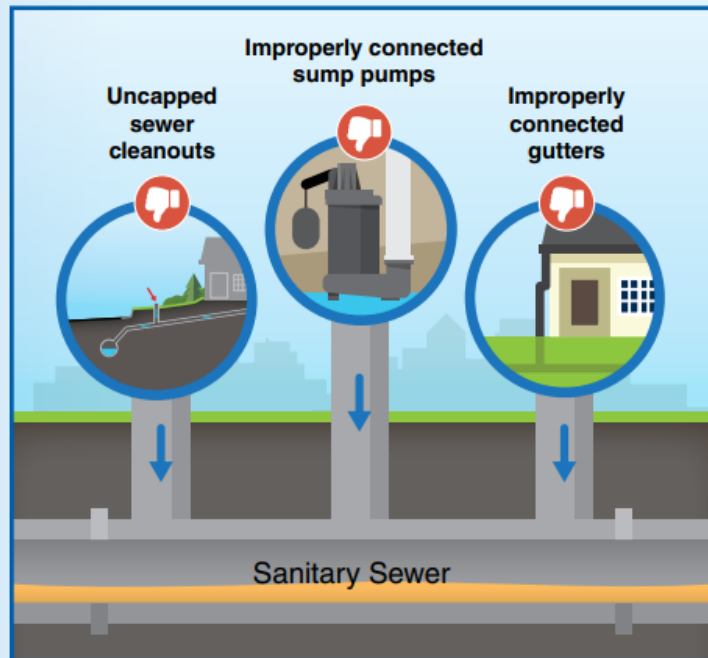 Improperly connected
sump pumps
Uncapped
sewer
cleanouts
Improperly
connected
gutters
Sanitary Sewer